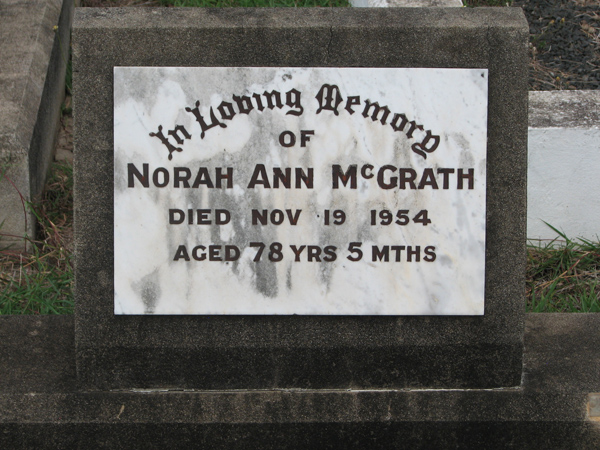 In Loving Memory
OF
NORAH ANN McGRATH
DIED NOV 19 1954
AGED 78 YRS 5 MTHS